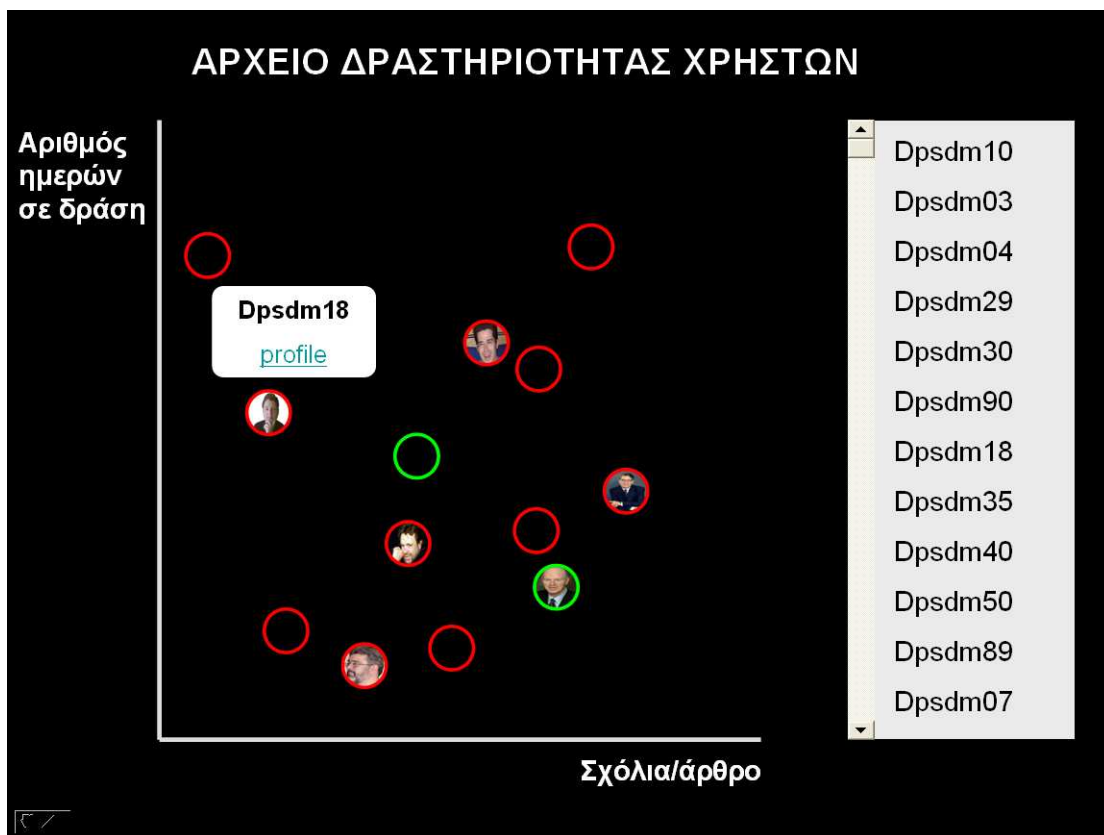 ΑΡΧΕΙΟ ΔΡΑΣΤΗΡΙΟΤΗΤΑΣ ΧΡΗΣΤΩΝ
Αριθμός
ημερών
σε δράση
Dpsdm18
profile
Σχόλια/άρθρο
Dpsdm10
Dpsdm03
Dpsdm04
Dpsdm29
Dpsdm30
Dpsdm90
Dpsdm18
Dpsdm35
Dpsdm40
Dpsdm50
Dpsdm89
Dpsdm07